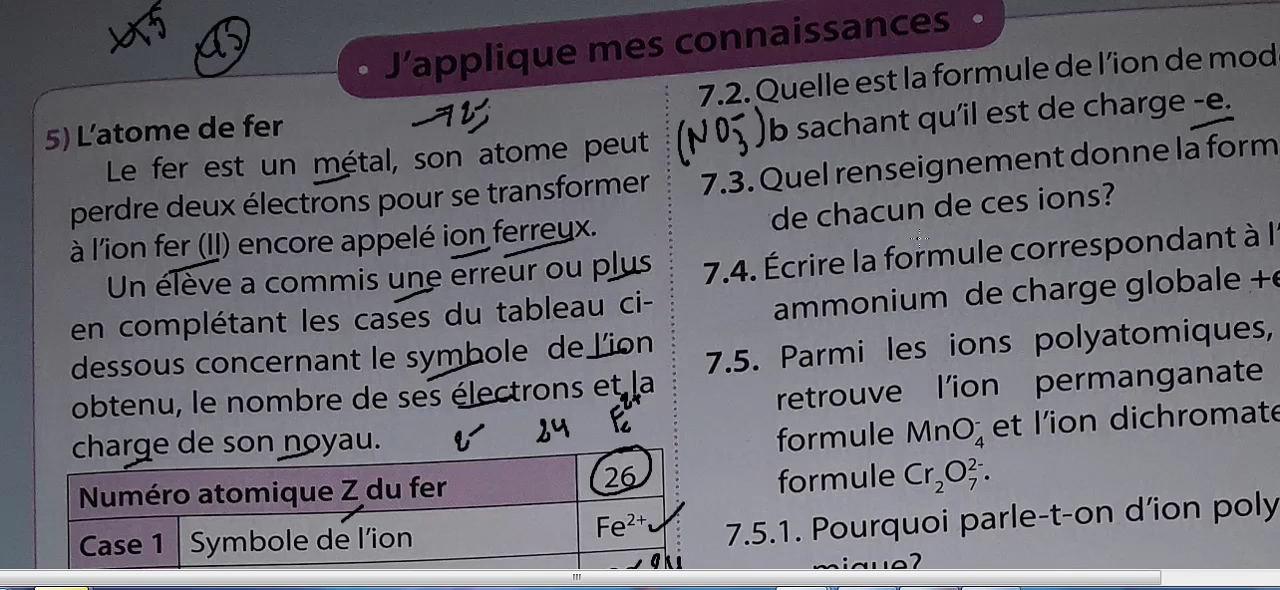 J'applique mes connaissances
5) L'atome de fer
Le fer est un métal, son atome peut
perdre deux électrons pour se transformer
à l'ion fer (II) encore appelé ion ferreux.
Un élève a commis une erreur ou plus
en complétant les cases du tableau ci-
dessous concernant le symbole de l'ion
obtenu, le nombre de ses électrons et la
charge de son noyau.
24 Fe2+
Numéro atomique Z du fer 26
Case 1 Symbole de l'ion Fe2+
7.2. Quelle est la formule de l'ion de mod
(NO3-) b sachant qu'il est de charge -e.
7.3. Quel renseignement donne la form
de chacun de ces ions?
7.4. Écrire la formule correspondant à l'
ammonium de charge globale +e
7.5. Parmi les ions polyatomiques,
retrouve l'ion permanganate
formule MnO4- et l'ion dichromate
formule Cr2O7 2-.
7.5.1. Pourquoi parle-t-on d'ion poly
mique?